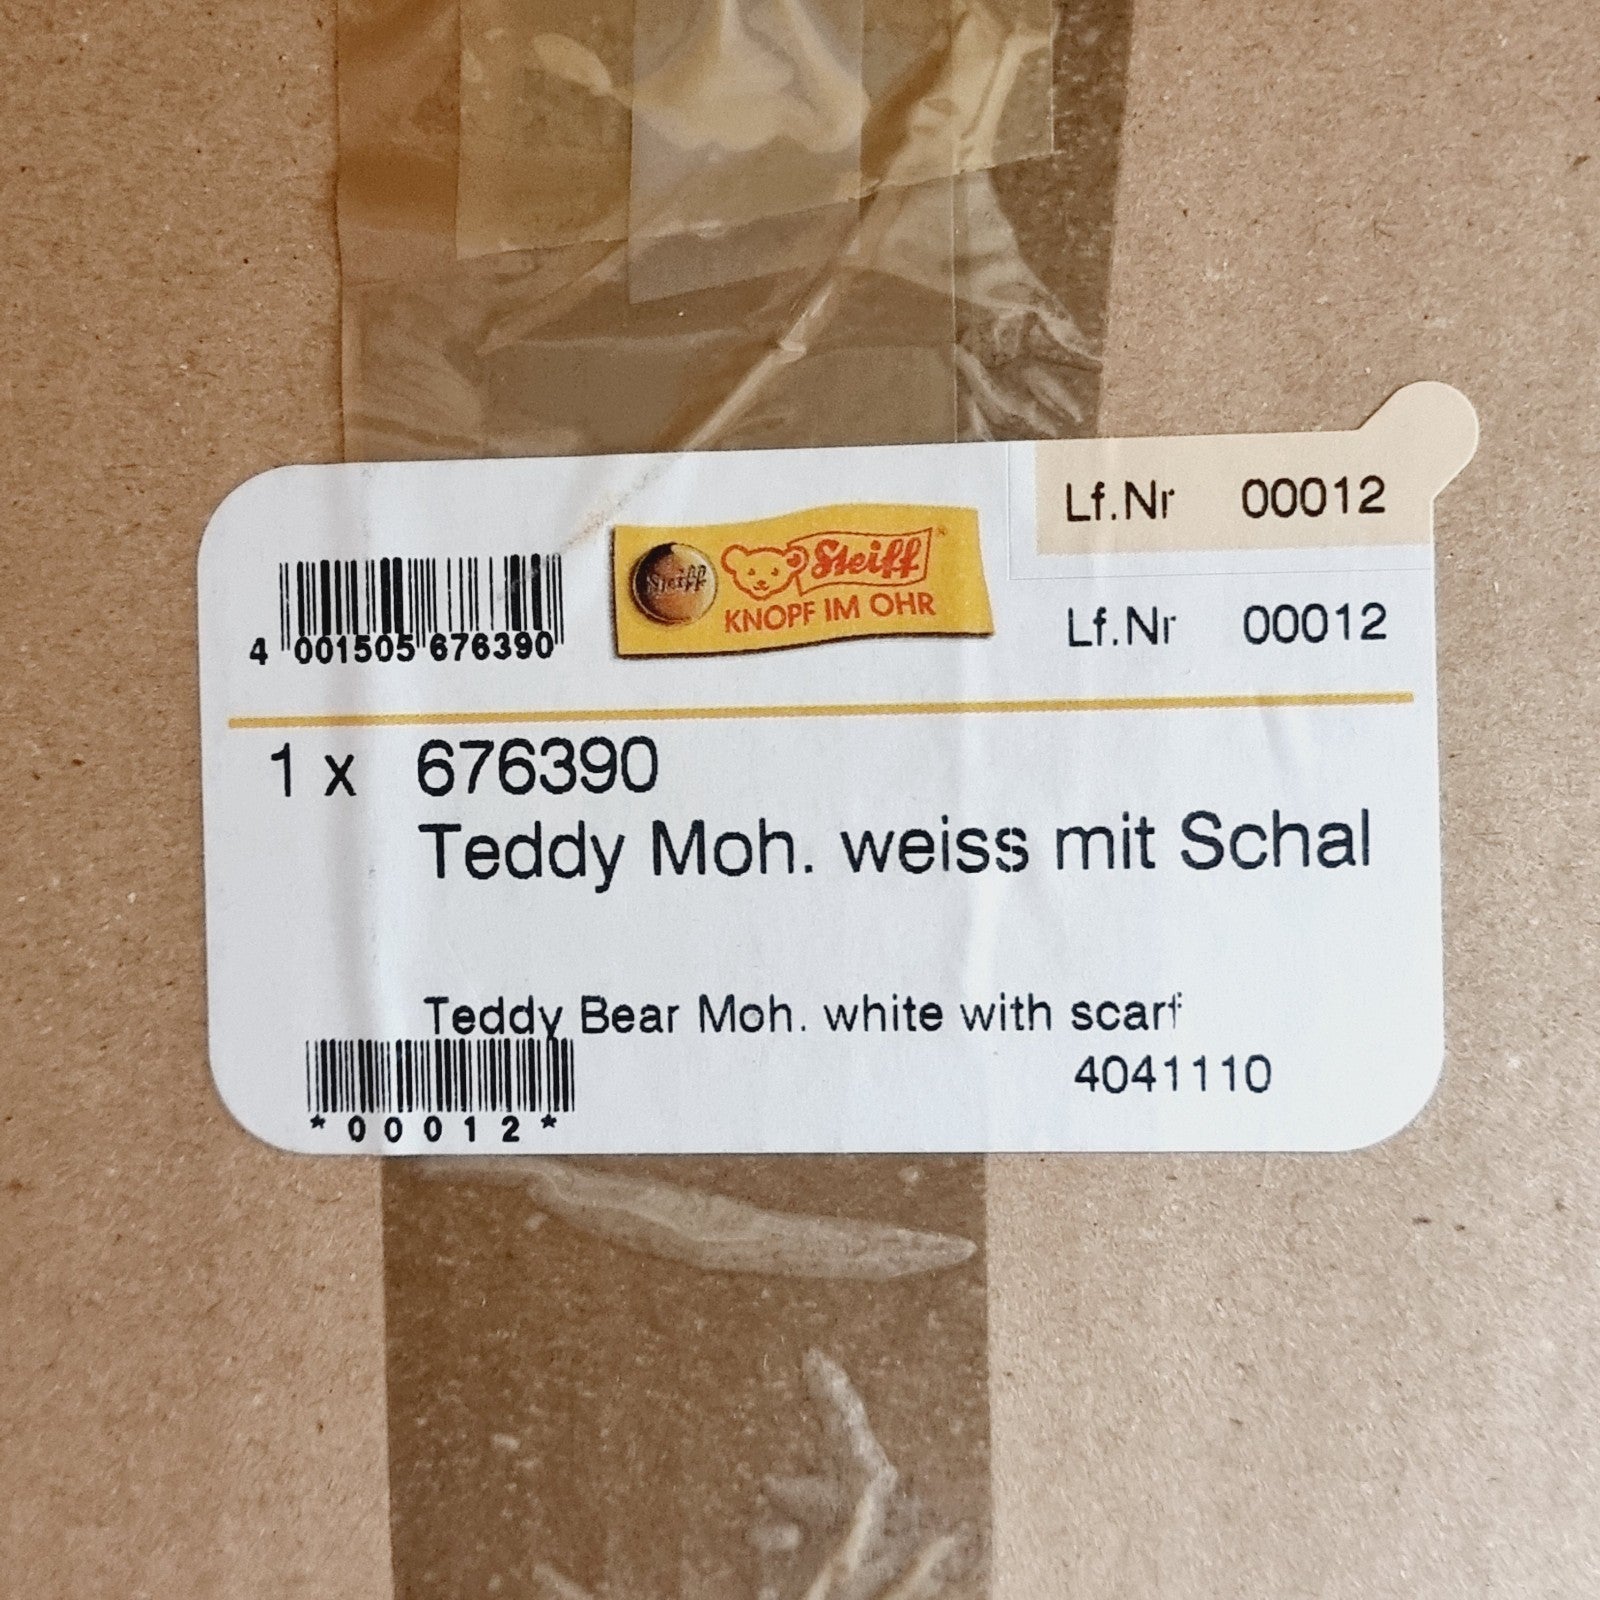 Lf.Nr 00012
4 001505 676390
Steiff
Steiff
KNOPF IM OHR
Lf.Nr 00012
1 x 676390
Teddy Moh. weiss mit Schal
Teddy Bear Moh. white with scarf
4041110
*00012*